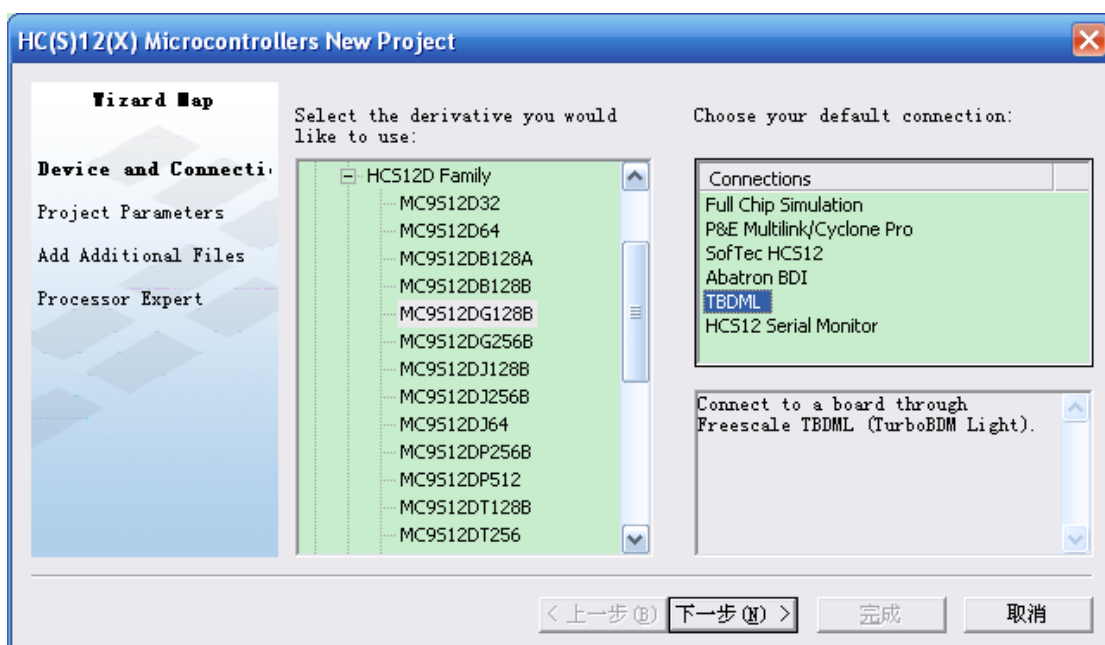 HC(S)12(X) Microcontrollers New Project
Wizard Map
Device and Connecti
Project Parameters
Add Additional Files
Processor Expert
Select the derivative you would
like to use:
HCS12D Family
MC9S12D32
MC9S12D64
MC9S12DB128A
MC9S12DB128B
MC9S12DG128B
MC9S12DG256B
MC9S12DJ128B
MC9S12DJ256B
MC9S12DJ64
MC9S12DP256B
MC9S12DP512
MC9S12DT128B
MC9S12DT256
Choose your default connection:
Connections
Full Chip Simulation
P&E Multilink/Cyclone Pro
SofTec HCS12
Abatron BDI
TBDML
HCS12 Serial Monitor
Connect to a board through
Freescale TBDML (TurboBDM Light).
< 上一步(B) 下一步(N) > 完成 取消